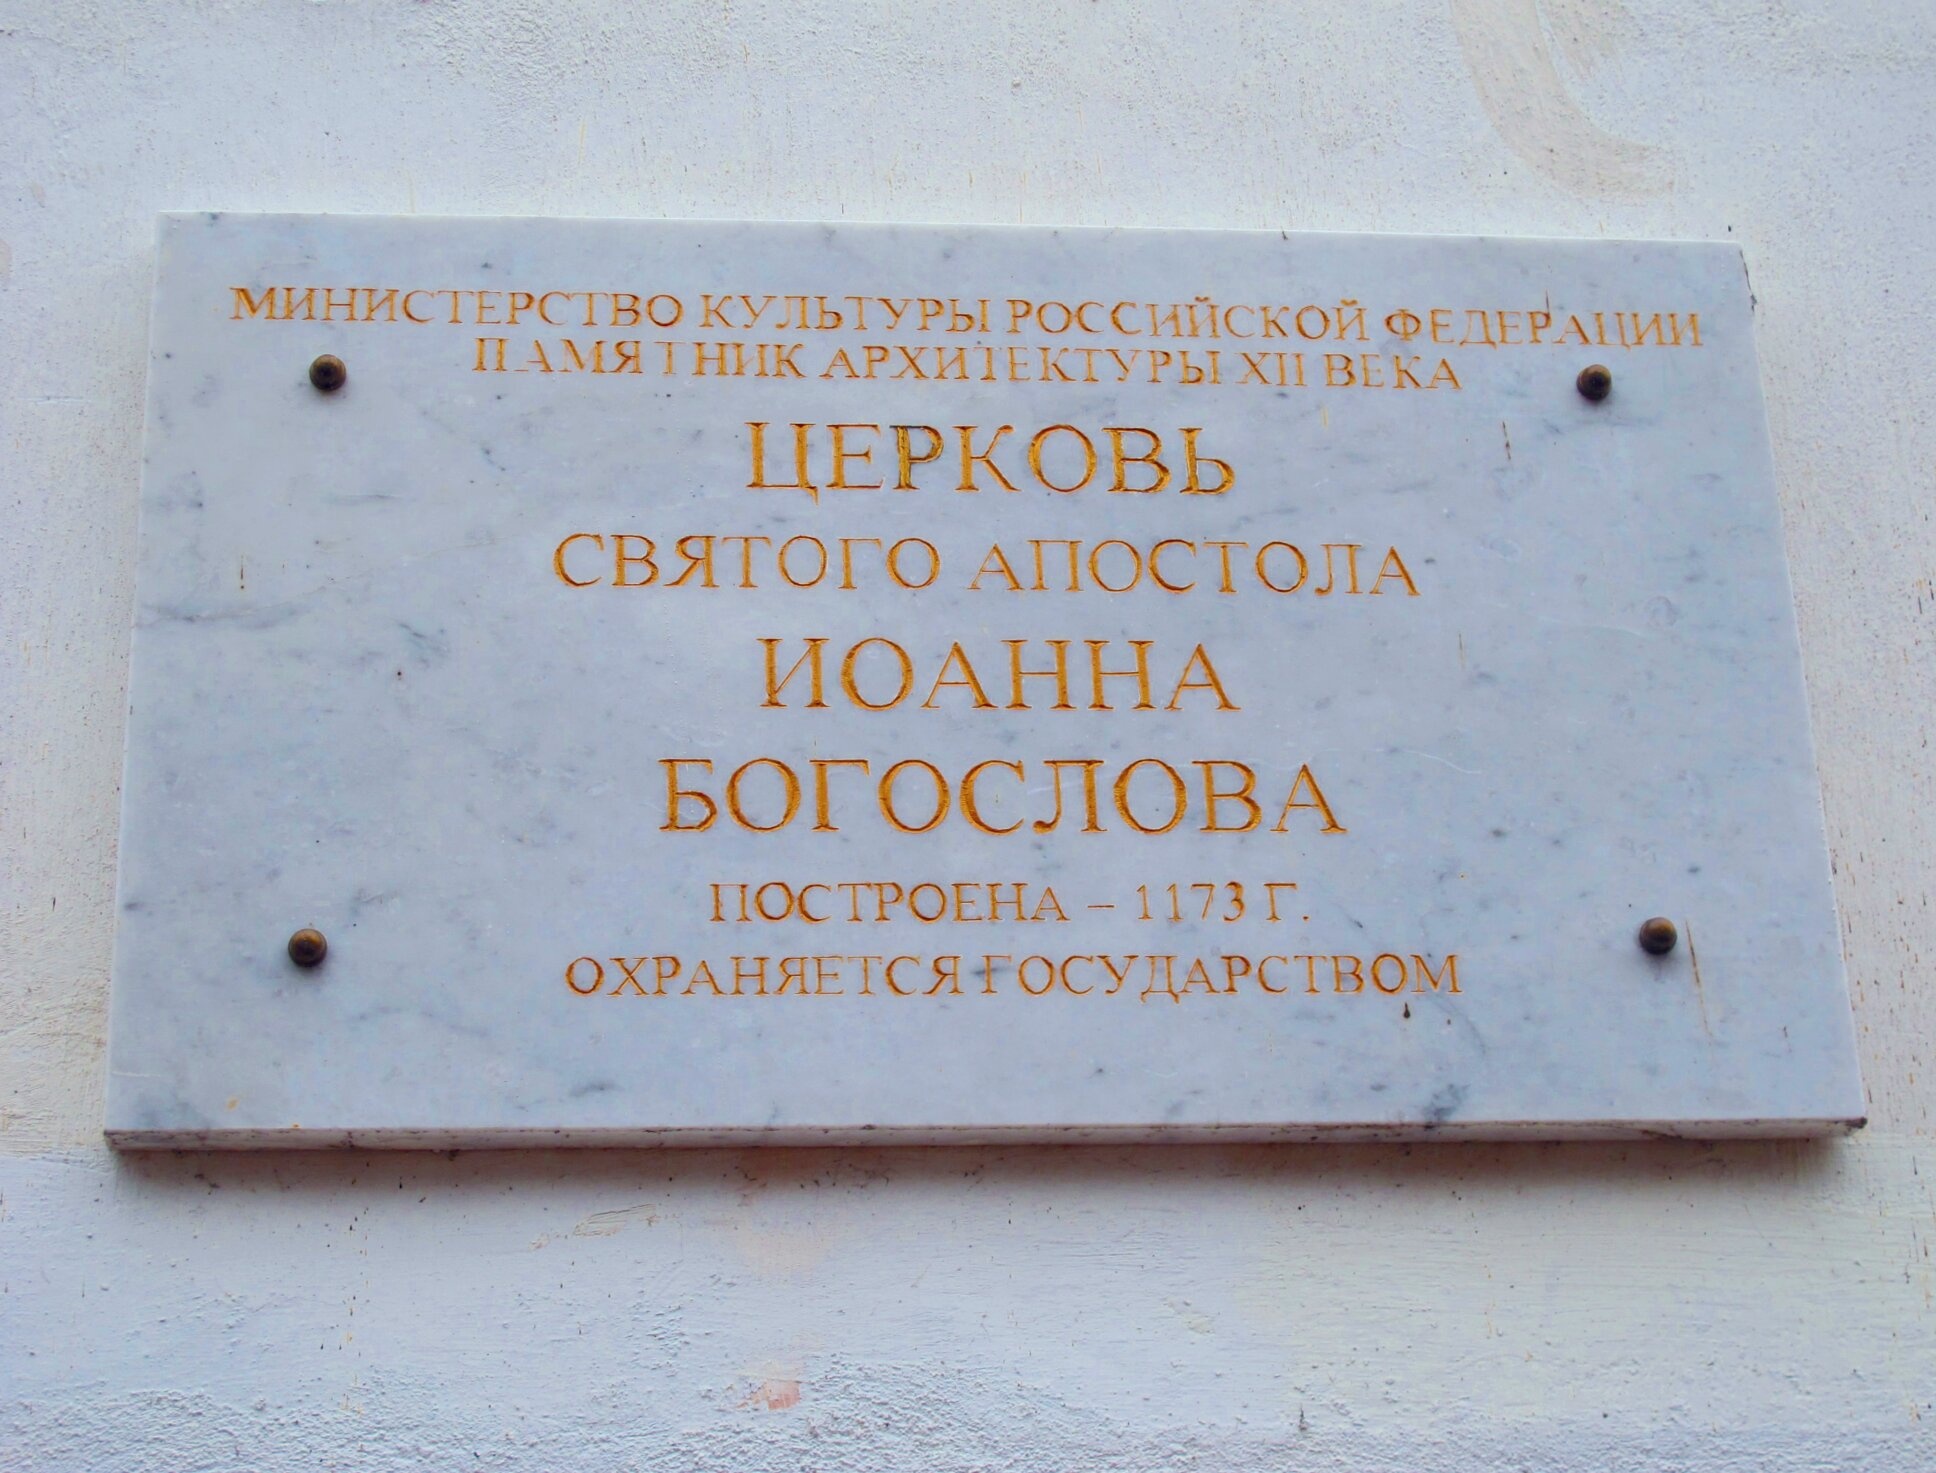 МИНИСТЕРСТВО КУЛЬТУРЫ РОССИЙСКОЙ ФЕДЕРАЦИИ
ПАМЯТНИК АРХИТЕКТУРЫ XII ВЕКА
ЦЕРКОВЬ
СВЯТОГО АПОСТОЛА
ИОАННА
БОГОСЛОВА
ПОСТРОЕНА – 1173 Г.
ОХРАНЯЕТСЯ ГОСУДАРСТВОМ